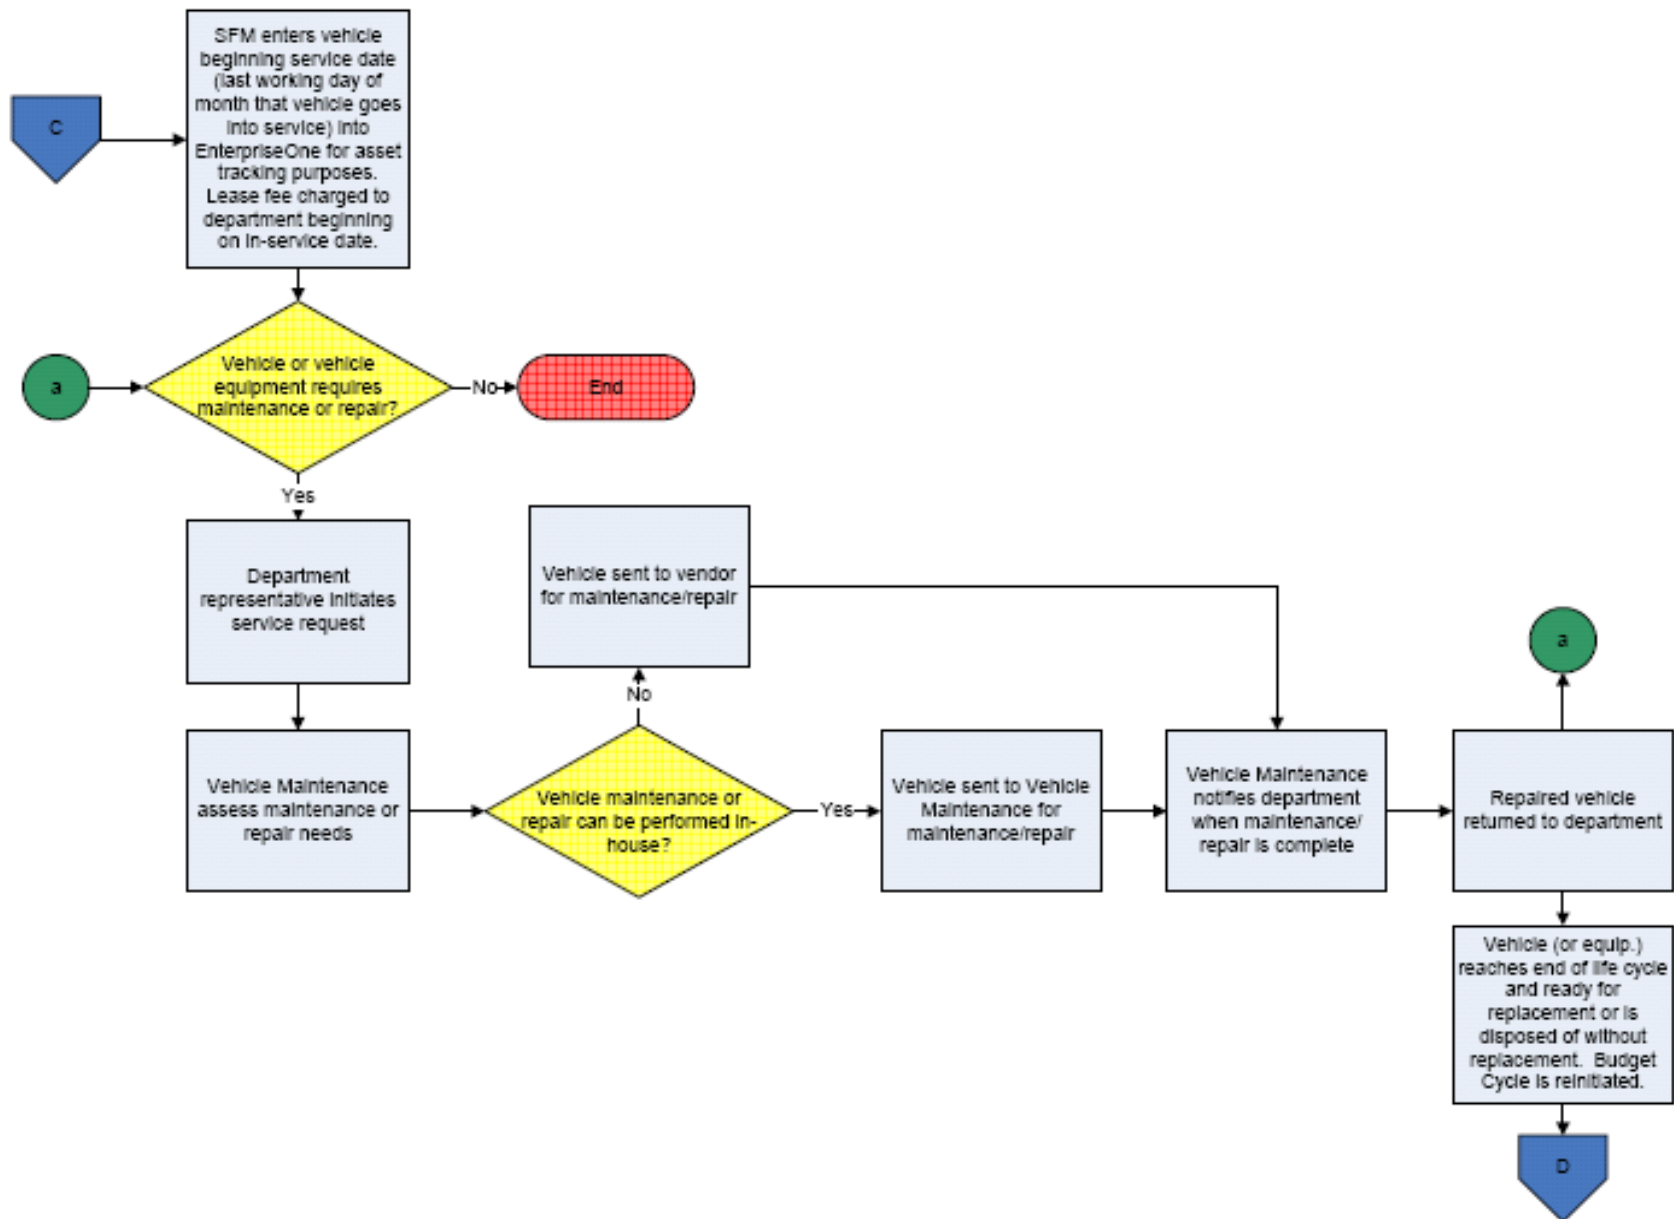 SFM enters vehicle
beginning service date
(last working day of
month that vehicle goes
into service) into
EnterpriseOne for asset
tracking purposes.
Lease fee charged to
department beginning
on in-service date.
C
Vehicle or vehicle
equipment requires
maintenance or repair?
a
No
End
Yes
Department
representative initiates
service request
Vehicle sent to vendor
for maintenance/repair
No
Vehicle Maintenance
assess maintenance or
repair needs
Vehicle maintenance or
repair can be performed in-
house?
Yes
Vehicle sent to Vehicle
Maintenance for
maintenance/repair
Vehicle Maintenance
notifies department
when maintenance/
repair is complete
Repaired vehicle
returned to department
a
Vehicle (or equip.)
reaches end of life cycle
and ready for
replacement or is
disposed of without
replacement.  Budget
Cycle is reinitiated.
D